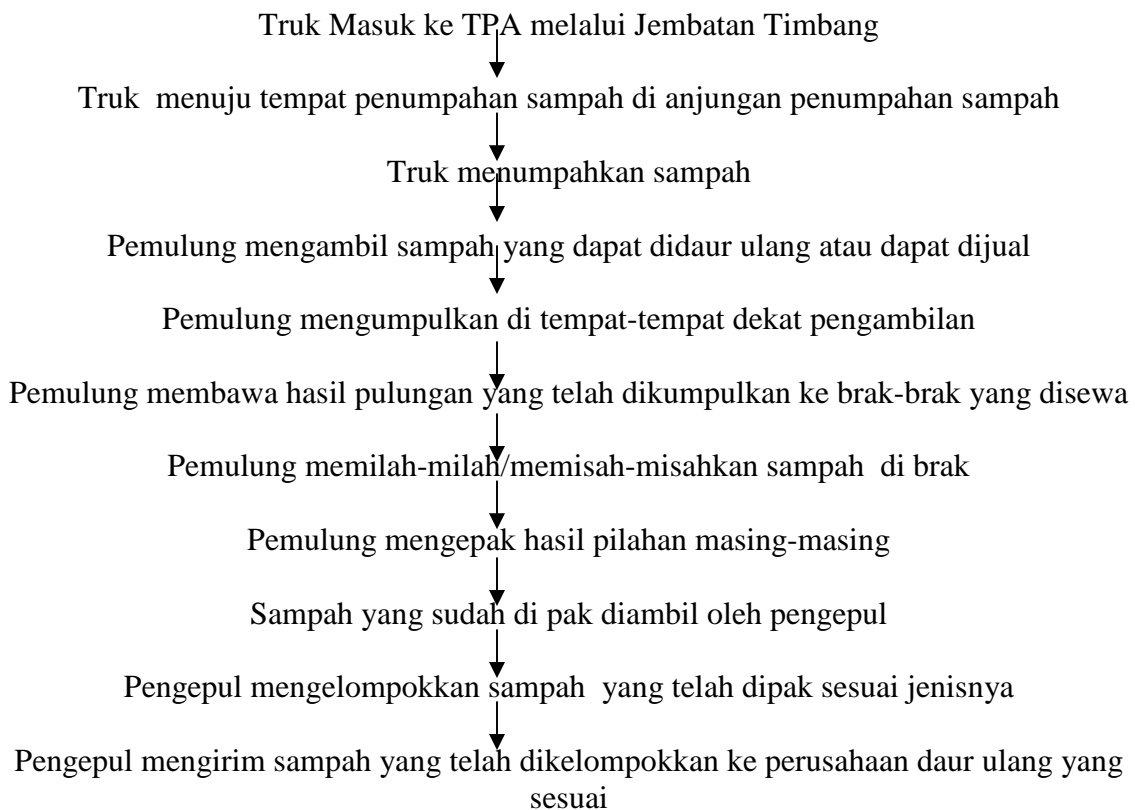 Truk Masuk ke TPA melalui Jembatan Timbang
Truk menuju tempat penumpahan sampah di anjungan penumpahan sampah
Truk menumpahkan sampah
Pemulung mengambil sampah yang dapat didaur ulang atau dapat dijual
Pemulung mengumpulkan di tempat-tempat dekat pengambilan
Pemulung membawa hasil pulungan yang telah dikumpulkan ke brak-brak yang disewa
Pemulung memilah-milah/memisah-misahkan sampah di brak
Pemulung mengepak hasil pilahan masing-masing
Sampah yang sudah di pak diambil oleh pengepul
Pengepul mengelompokkan sampah yang telah dipak sesuai jenisnya
Pengepul mengirim sampah yang telah dikelompokkan ke perusahaan daur ulang yang
sesuai